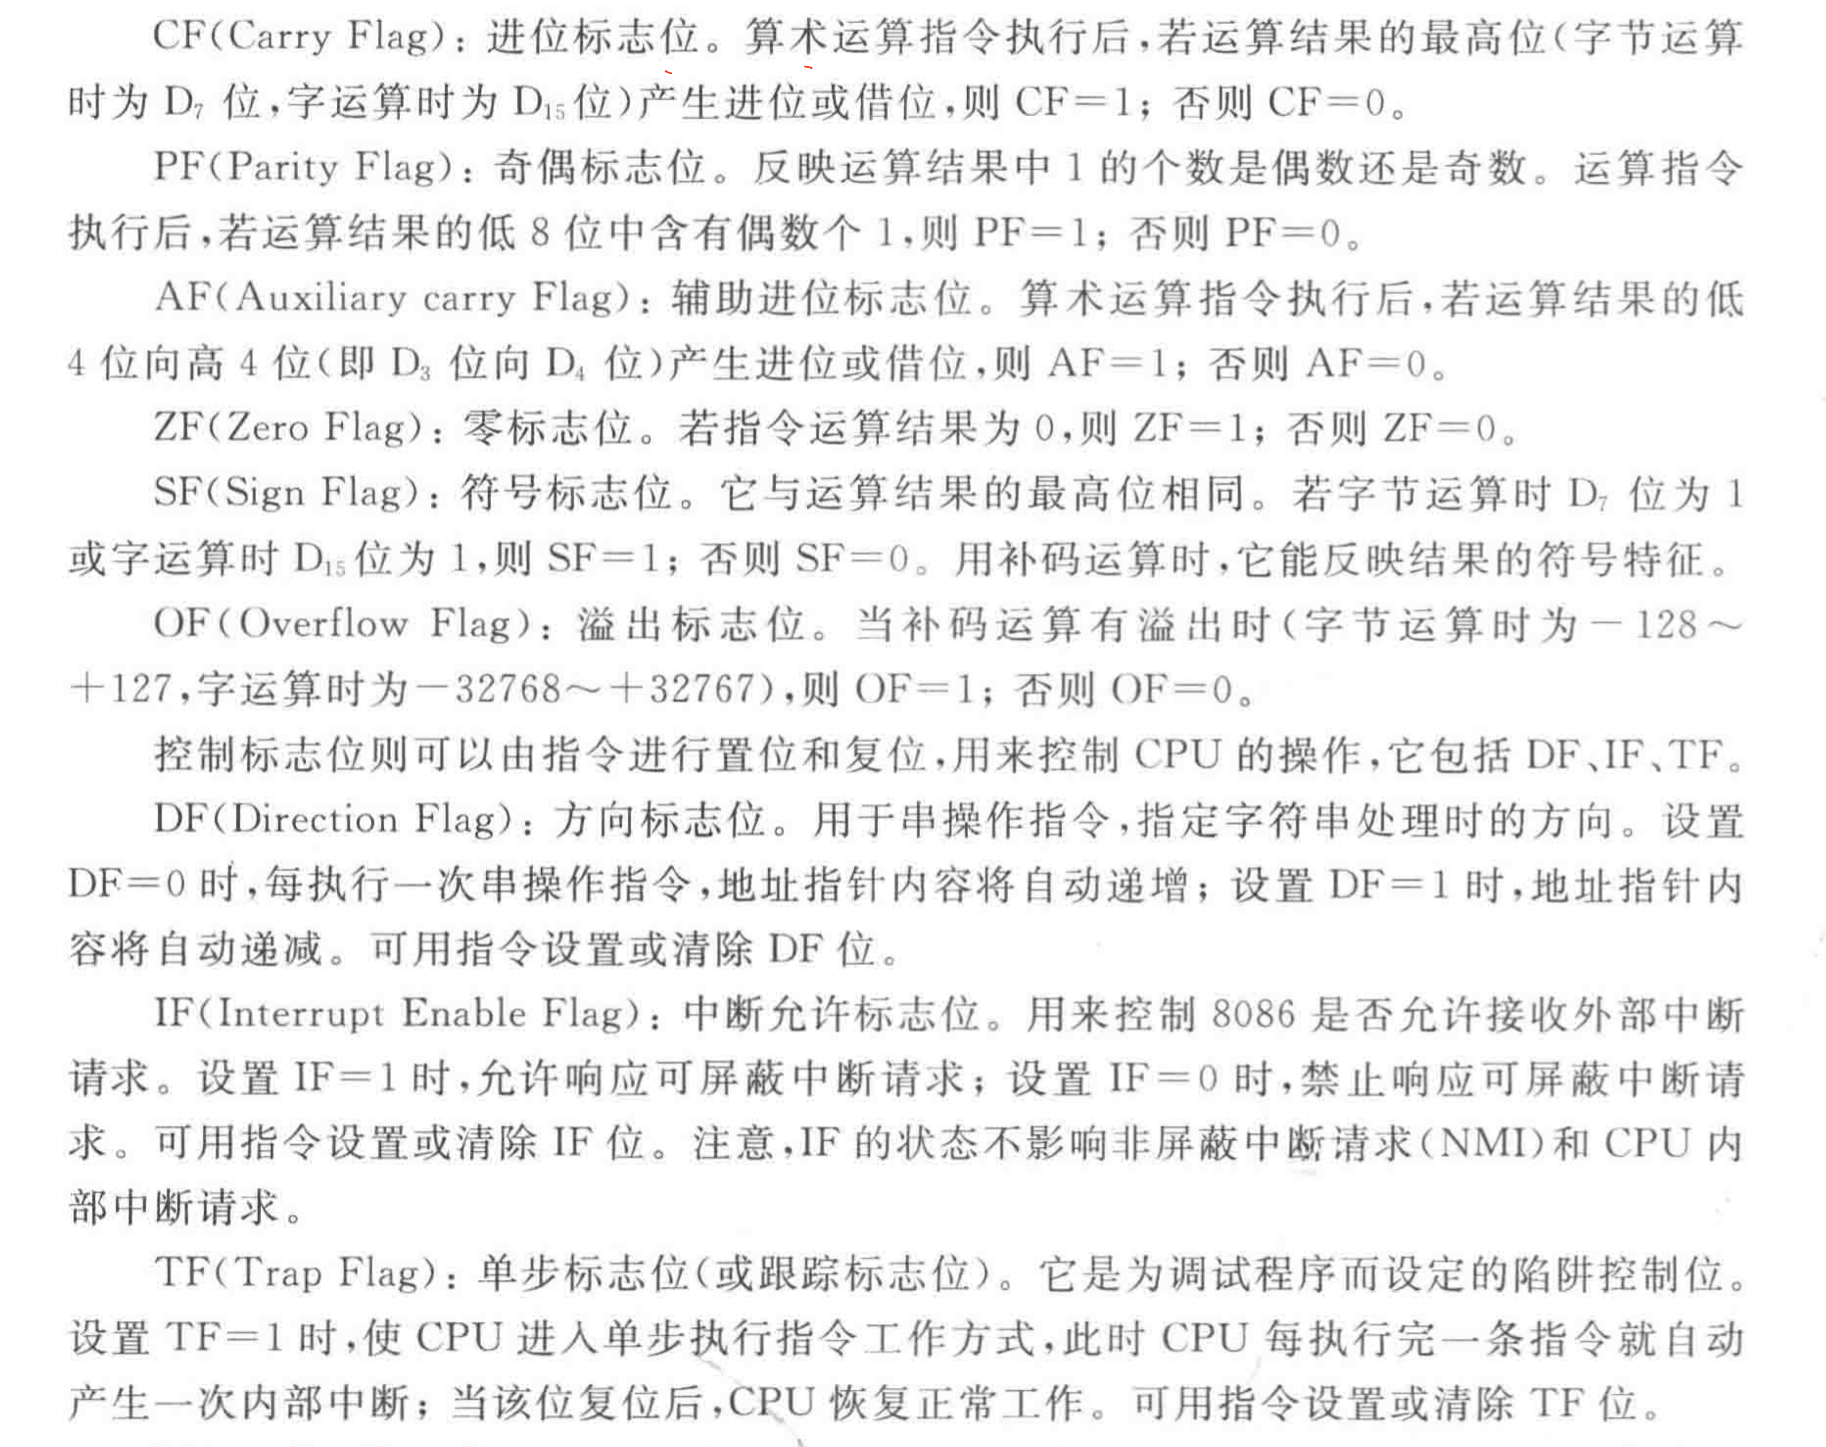 CF(Carry Flag)：进位标志位。算术运算指令执行后，若运算结果的最高位(字节运算
时为 D₇ 位，字运算时为 D₁₅位)产生进位或借位，则 CF=1；否则 CF=0。
PF(Parity Flag)：奇偶标志位。反映运算结果中 1 的个数是偶数还是奇数。运算指令
执行后，若运算结果的低 8 位中含有偶数个 1，则 PF=1；否则 PF=0。
AF(Auxiliary carry Flag)：辅助进位标志位。算术运算指令执行后，若运算结果的低
4 位向高 4 位(即 D₃ 位向 D₄ 位)产生进位或借位，则 AF=1；否则 AF=0。
ZF(Zero Flag)：零标志位。若指令运算结果为 0，则 ZF=1；否则 ZF=0。
SF(Sign Flag)：符号标志位。它与运算结果的最高位相同。若字节运算时 D₇ 位为 1
或字运算时 D₁₅位为 1，则 SF=1；否则 SF=0。用补码运算时，它能反映结果的符号特征。
OF(Overflow Flag)：溢出标志位。当补码运算有溢出时(字节运算时为－128～
＋127，字运算时为－32768～＋32767)，则 OF=1；否则 OF=0。
控制标志位则可以由指令进行置位和复位，用来控制 CPU 的操作，它包括 DF、IF、TF。
DF(Direction Flag)：方向标志位。用于串操作指令，指定字符串处理时的方向。设置
DF=0 时，每执行一次串操作指令，地址指针内容将自动递增；设置 DF=1 时，地址指针内
容将自动递减。可用指令设置或清除 DF 位。
IF(Interrupt Enable Flag)：中断允许标志位。用来控制 8086 是否允许接收外部中断
请求。设置 IF=1 时，允许响应可屏蔽中断请求；设置 IF=0 时，禁止响应可屏蔽中断请
求。可用指令设置或清除 IF 位。注意，IF 的状态不影响非屏蔽中断请求(NMI)和 CPU 内
部中断请求。
TF(Trap Flag)：单步标志位(或跟踪标志位)。它是为调试程序而设定的陷阱控制位。
设置 TF=1 时，使 CPU 进入单步执行指令工作方式，此时 CPU 每执行完一条指令就自动
产生一次内部中断；当该位复位后，CPU 恢复正常工作。可用指令设置或清除 TF 位。